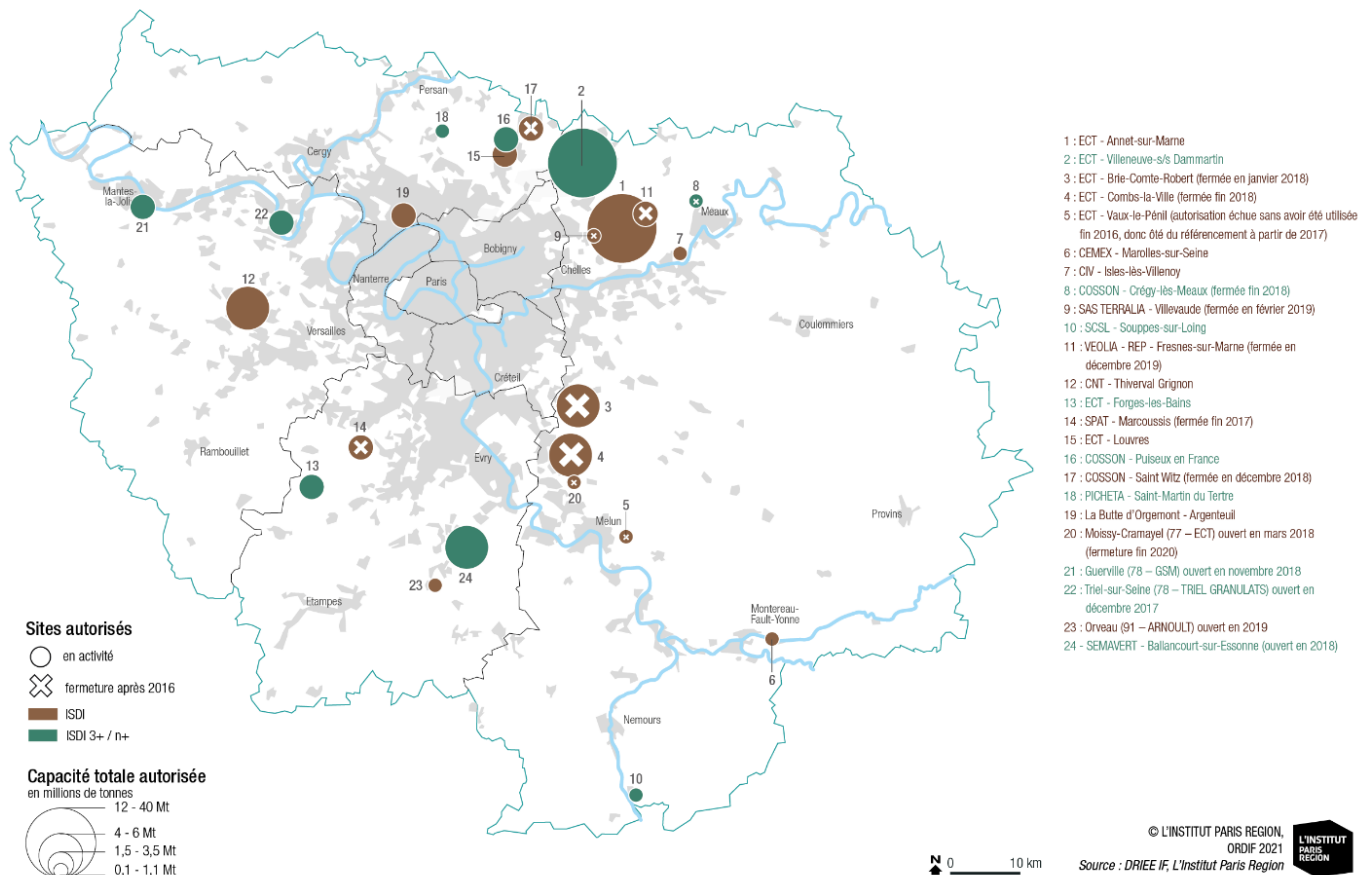 Persan
17
2
18
16
15
Cergy
Mantes-
la-Joli
19
1
11
8
Meaux
21
22
9
7
Bobigny
Chelles
Nanterre
Paris
12
Versailles
Coulommiers
Créteil
3
14
4
Rambouillet
Evry
13
20
5
Melun
Provins
24
23
Etampes
Montereau-
Fault-Yonne
6
Nemours
10
Sites autorisés
en activité
fermeture après 2016
ISDI
ISDI 3+ / n+
Capacité totale autorisée
en millions de tonnes
12 - 40 Mt
4 - 6 Mt
1,5 - 3,5 Mt
0,1 - 1,1 Mt
1 : ECT - Annet-sur-Marne
2 : ECT - Villeneuve-s/s Dammartin
3 : ECT - Brie-Comte-Robert (fermée en janvier 2018)
4 : ECT - Combs-la-Ville (fermée fin 2018)
5 : ECT - Vaux-le-Pénil (autorisation échue sans avoir été utilisée
fin 2016, donc ôté du référencement à partir de 2017)
6 : CEMEX - Marolles-sur-Seine
7 : CIV - Isles-lès-Villenoy
8 : COSSON - Crégy-lès-Meaux (fermée fin 2018)
9 : SAS TERRALIA - Villevaude (fermée en février 2019)
10 : SCSL - Souppes-sur-Loing
11 : VEOLIA - REP - Fresnes-sur-Marne (fermée en
décembre 2019)
12 : CNT - Thiverval Grignon
13 : ECT - Forges-les-Bains
14 : SPAT - Marcoussis (fermée fin 2017)
15 : ECT - Louvres
16 : COSSON - Puiseux en France
17 : COSSON - Saint Witz (fermée en décembre 2018)
18 : PICHETA - Saint-Martin du Tertre
19 : La Butte d'Orgemont - Argenteuil
20 : Moissy-Cramayel (77 – ECT) ouvert en mars 2018
(fermeture fin 2020)
21 : Guerville (78 – GSM) ouvert en novembre 2018
22 : Triel-sur-Seine (78 – TRIEL GRANULATS) ouvert en
décembre 2017
23 : Orveau (91 – ARNOULT) ouvert en 2019
24 - SEMAVERT - Ballancourt-sur-Essonne (ouvert en 2018)
N 0 10 km
© L'INSTITUT PARIS REGION,
ORDIF 2021
Source : DRIEE IF, L'Institut Paris Region
L'INSTITUT
PARIS
REGION